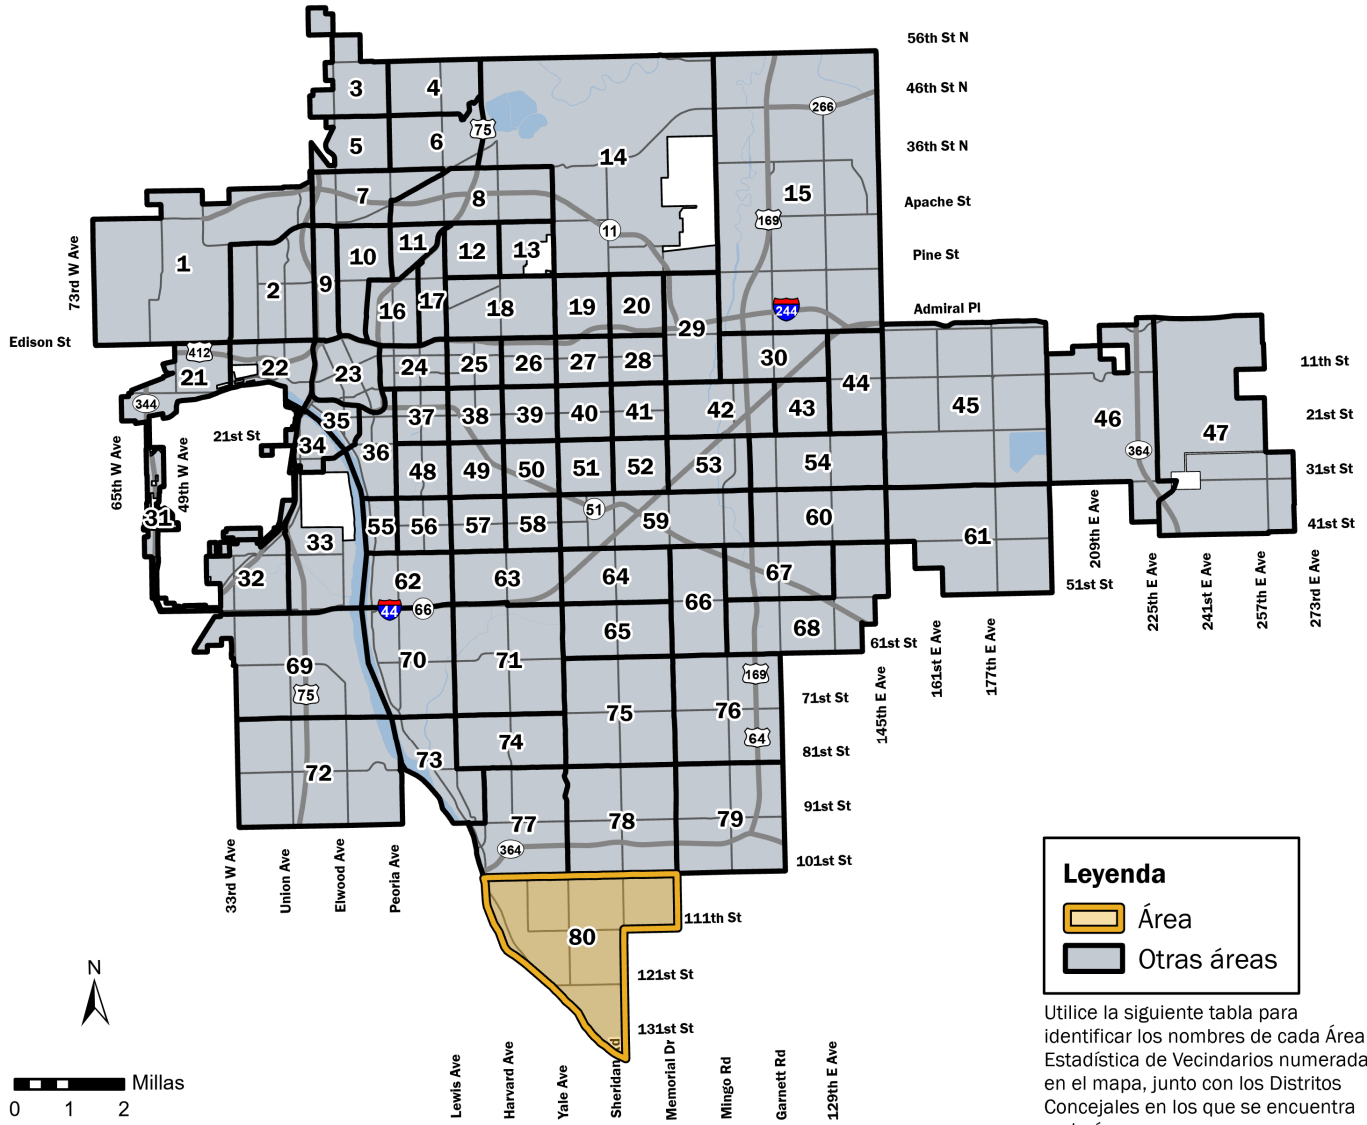 56th St N
46th St N
36th St N
Apache St
Pine St
Admiral Pl
11th St
21st St
31st St
41st St
51st St
61st St
71st St
81st St
91st St
101st St
111th St
121st St
131st St
73rd W Ave
Edison St
65th W Ave
49th W Ave
21st St
33rd W Ave
Union Ave
Elwood Ave
Peoria Ave
Lewis Ave
Harvard Ave
Yale Ave
Sheridan Rd
Memorial Dr
Mingo Rd
Garnett Rd
129th E Ave
145th E Ave
161st E Ave
177th E Ave
209th E Ave
225th E Ave
241st E Ave
257th E Ave
273rd E Ave
1
2
3
4
5
6
7
8
9
10
11
12
13
14
15
16
17
18
19
20
21
22
23
24
25
26
27
28
29
30
31
32
33
34
35
36
37
38
39
40
41
42
43
44
45
46
47
48
49
50
51
52
53
54
55
56
57
58
59
60
61
62
63
64
65
66
67
68
69
70
71
72
73
74
75
76
77
78
79
80
75
266
169
11
244
412
344
364
51
44
66
75
169
64
364
N
Millas
0 1 2
Leyenda
Área
Otras áreas
Utilice la siguiente tabla para
identificar los nombres de cada Área
Estadística de Vecindarios numerada
en el mapa, junto con los Distritos
Concejales en los que se encuentra